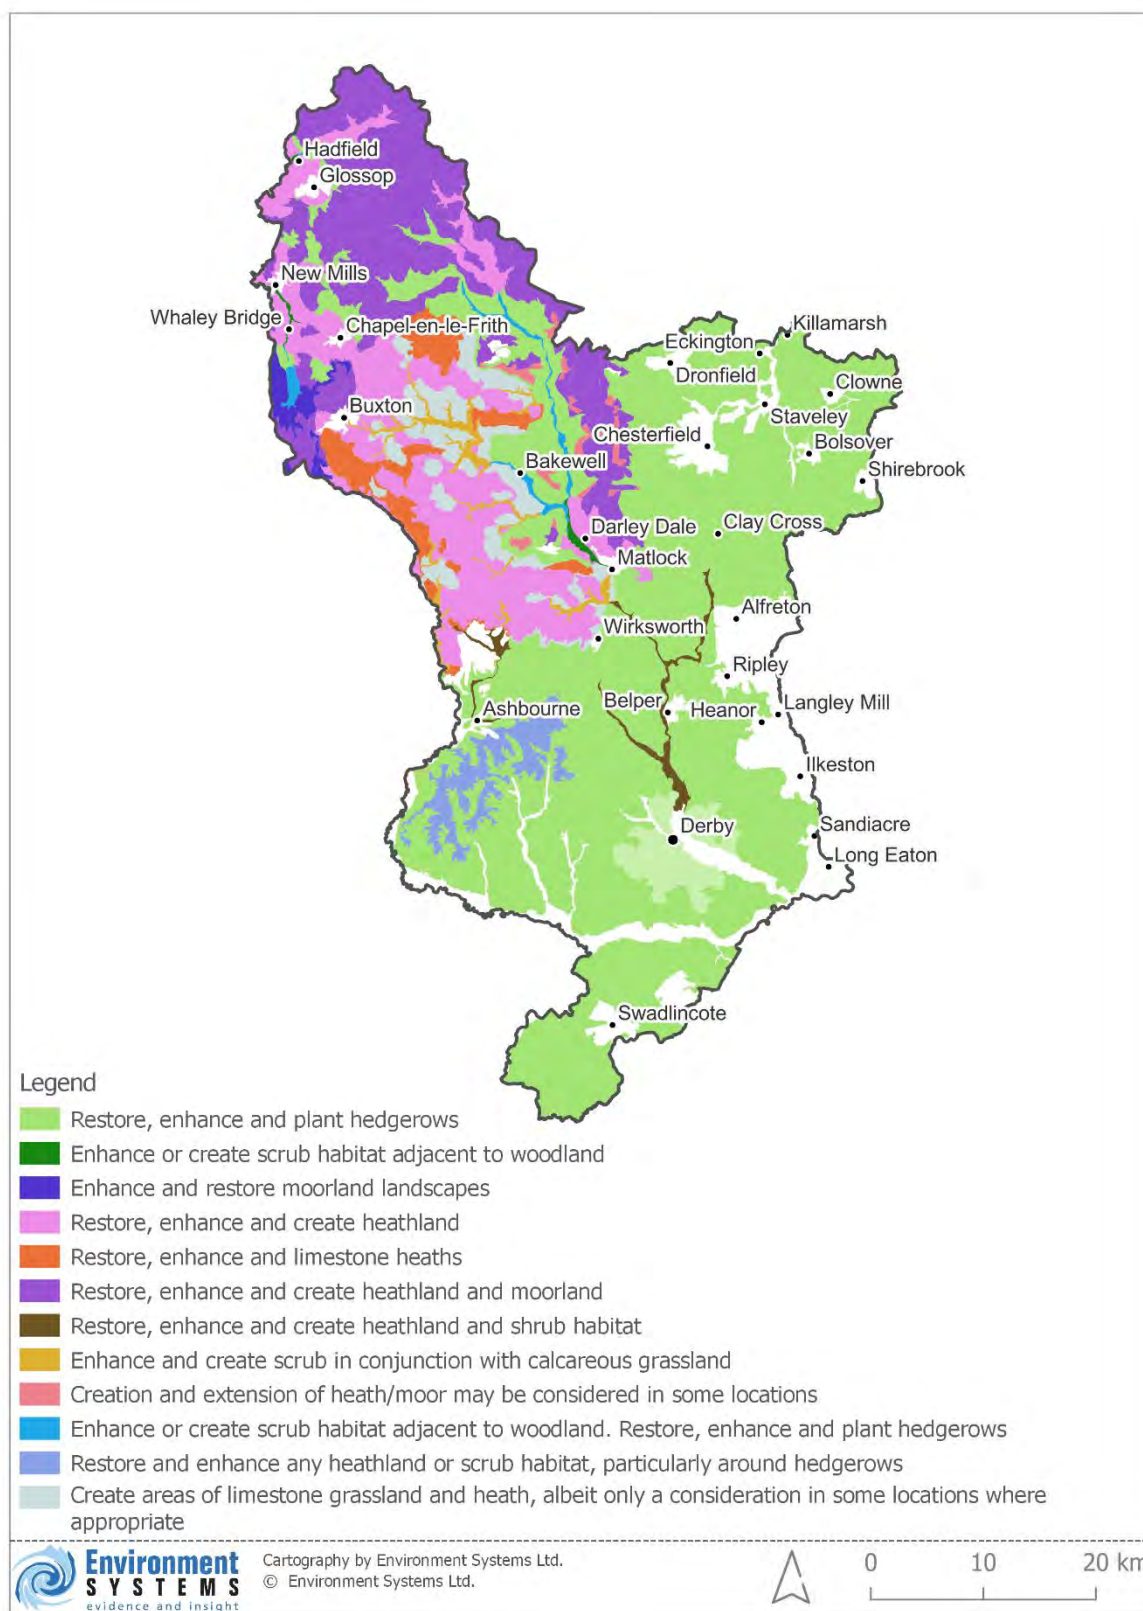 Hadfield
Glossop
New Mills
Whaley Bridge
Chapel-en-le-Frith
Killamarsh
Eckington
Dronfield
Clowne
Staveley
Buxton
Chesterfield
Bolsover
Bakewell
Shirebrook
Darley Dale
Clay Cross
Matlock
Alfreton
Wirksworth
Ripley
Belper
Heanor
Langley Mill
Ashbourne
Ilkeston
Derby
Sandiacre
Long Eaton
Swadlincote
Legend
Restore, enhance and plant hedgerows
Enhance or create scrub habitat adjacent to woodland
Enhance and restore moorland landscapes
Restore, enhance and create heathland
Restore, enhance and limestone heaths
Restore, enhance and create heathland and moorland
Restore, enhance and create heathland and shrub habitat
Enhance and create scrub in conjunction with calcareous grassland
Creation and extension of heath/moor may be considered in some locations
Enhance or create scrub habitat adjacent to woodland. Restore, enhance and plant hedgerows
Restore and enhance any heathland or scrub habitat, particularly around hedgerows
Create areas of limestone grassland and heath, albeit only a consideration in some locations where
appropriate
Environment
SYSTEMS
evidence and insight
Cartography by Environment Systems Ltd.
© Environment Systems Ltd.
0 10 20 km